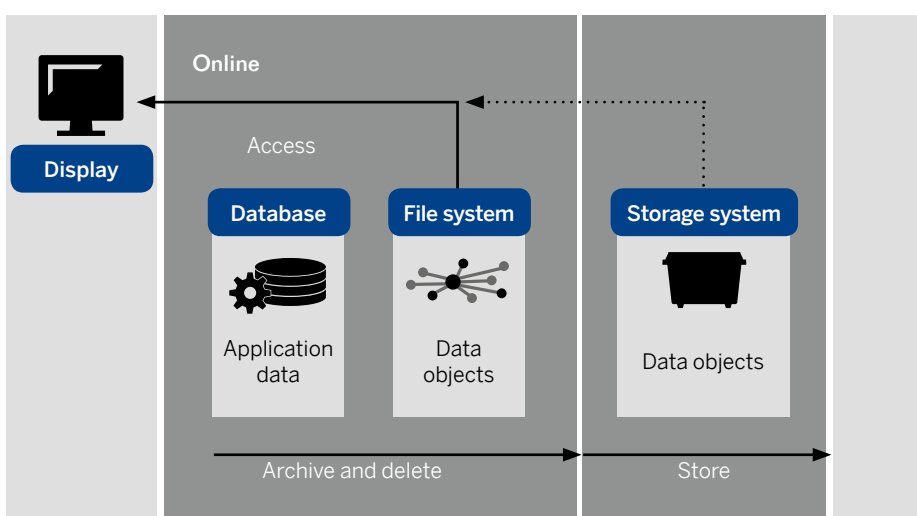 Online
Access
Display
Database
File system
Storage system
Application
data
Data
objects
Data objects
Archive and delete
Store